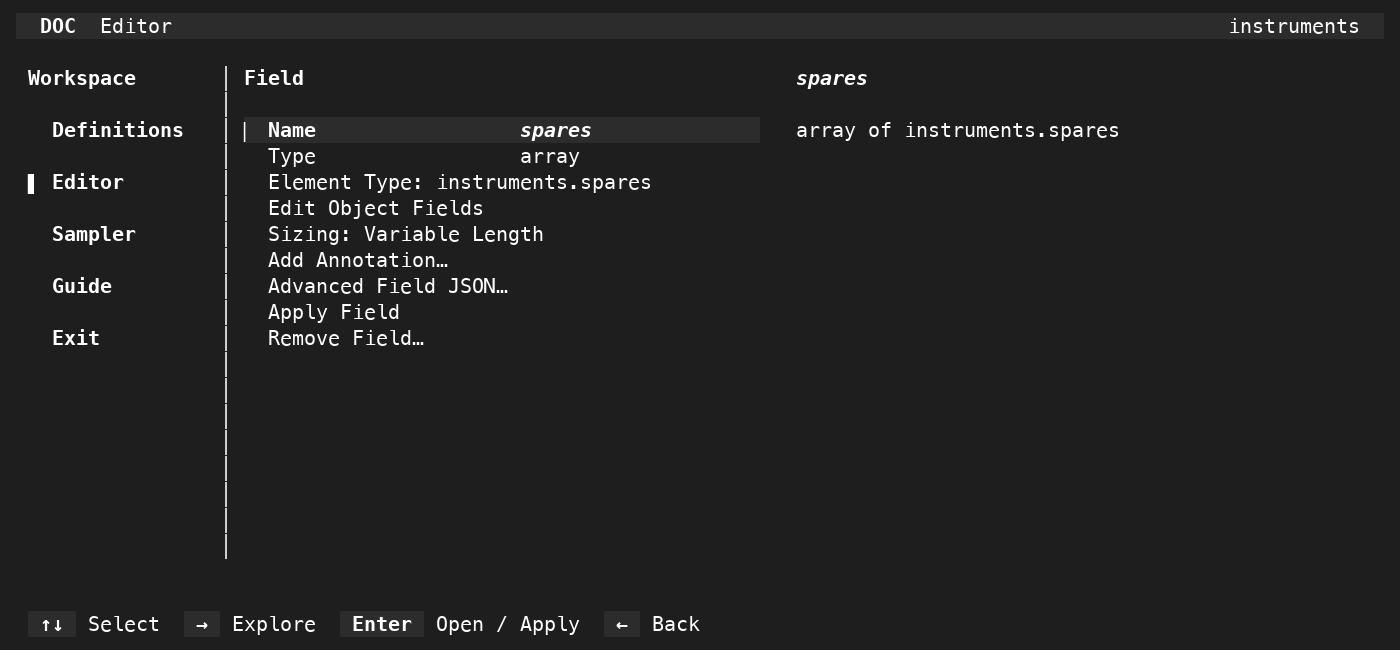 DOC Editor instruments
Workspace Field spares
Definitions Name spares array of instruments.spares
Type array
Editor Element Type: instruments.spares
Edit Object Fields
Sampler Sizing: Variable Length
Add Annotation…
Guide Advanced Field JSON…
Apply Field
Exit Remove Field…
↑↓ Select → Explore Enter Open / Apply ← Back